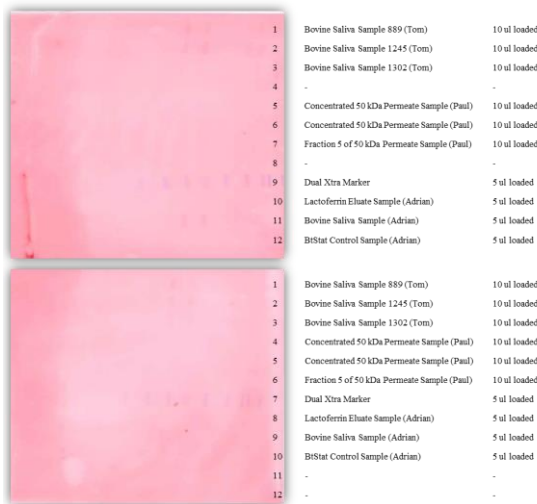 1 Bovine Saliva Sample 889 (Tom) 10 ul loaded
2 Bovine Saliva Sample 1245 (Tom) 10 ul loaded
3 Bovine Saliva Sample 1302 (Tom) 10 ul loaded
4 - -
5 Concentrated 50 kDa Permeate Sample (Paul) 10 ul loaded
6 Concentrated 50 kDa Permeate Sample (Paul) 10 ul loaded
7 Fraction 5 of 50 kDa Permeate Sample (Paul) 10 ul loaded
8 - -
9 Dual Xtra Marker 5 ul loaded
10 Lactoferrin Eluate Sample (Adrian) 5 ul loaded
11 Bovine Saliva Sample (Adrian) 5 ul loaded
12 BtStat Control Sample (Adrian) 5 ul loaded
1 Bovine Saliva Sample 889 (Tom) 10 ul loaded
2 Bovine Saliva Sample 1245 (Tom) 10 ul loaded
3 Bovine Saliva Sample 1302 (Tom) 10 ul loaded
4 Concentrated 50 kDa Permeate Sample (Paul) 10 ul loaded
5 Concentrated 50 kDa Permeate Sample (Paul) 10 ul loaded
6 Fraction 5 of 50 kDa Permeate Sample (Paul) 10 ul loaded
7 Dual Xtra Marker 5 ul loaded
8 Lactoferrin Eluate Sample (Adrian) 5 ul loaded
9 Bovine Saliva Sample (Adrian) 5 ul loaded
10 BtStat Control Sample (Adrian) 5 ul loaded
11 - -
12 - -